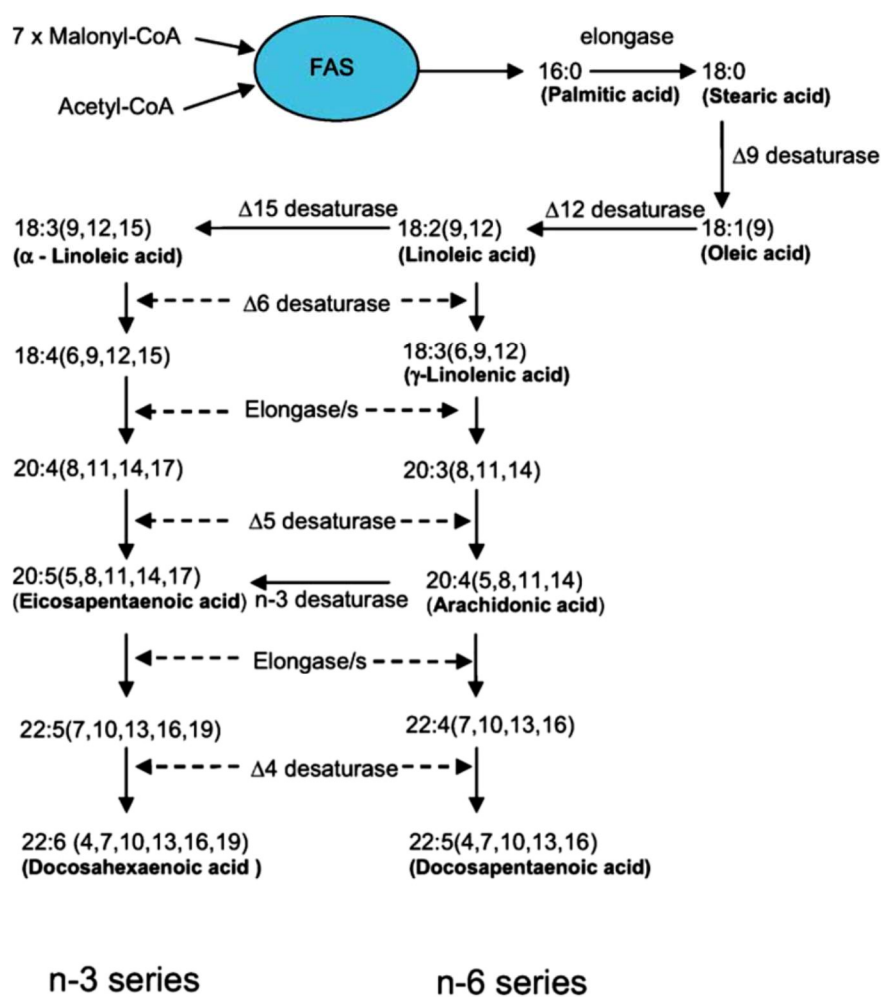 7 x Malonyl-CoA
Acetyl-CoA
FAS
elongase
16:0
(Palmitic acid)
18:0
(Stearic acid)
Δ9 desaturase
18:3(9,12,15)
(α - Linoleic acid)
Δ15 desaturase
18:2(9,12)
(Linoleic acid)
Δ12 desaturase
18:1(9)
(Oleic acid)
Δ6 desaturase
18:4(6,9,12,15)
18:3(6,9,12)
(γ-Linolenic acid)
Elongase/s
20:4(8,11,14,17)
20:3(8,11,14)
Δ5 desaturase
20:5(5,8,11,14,17)
(Eicosapentaenoic acid)
n-3 desaturase
20:4(5,8,11,14)
(Arachidonic acid)
Elongase/s
22:5(7,10,13,16,19)
22:4(7,10,13,16)
Δ4 desaturase
22:6 (4,7,10,13,16,19)
(Docosahexaenoic acid )
22:5(4,7,10,13,16)
(Docosapentaenoic acid)
n-3 series
n-6 series